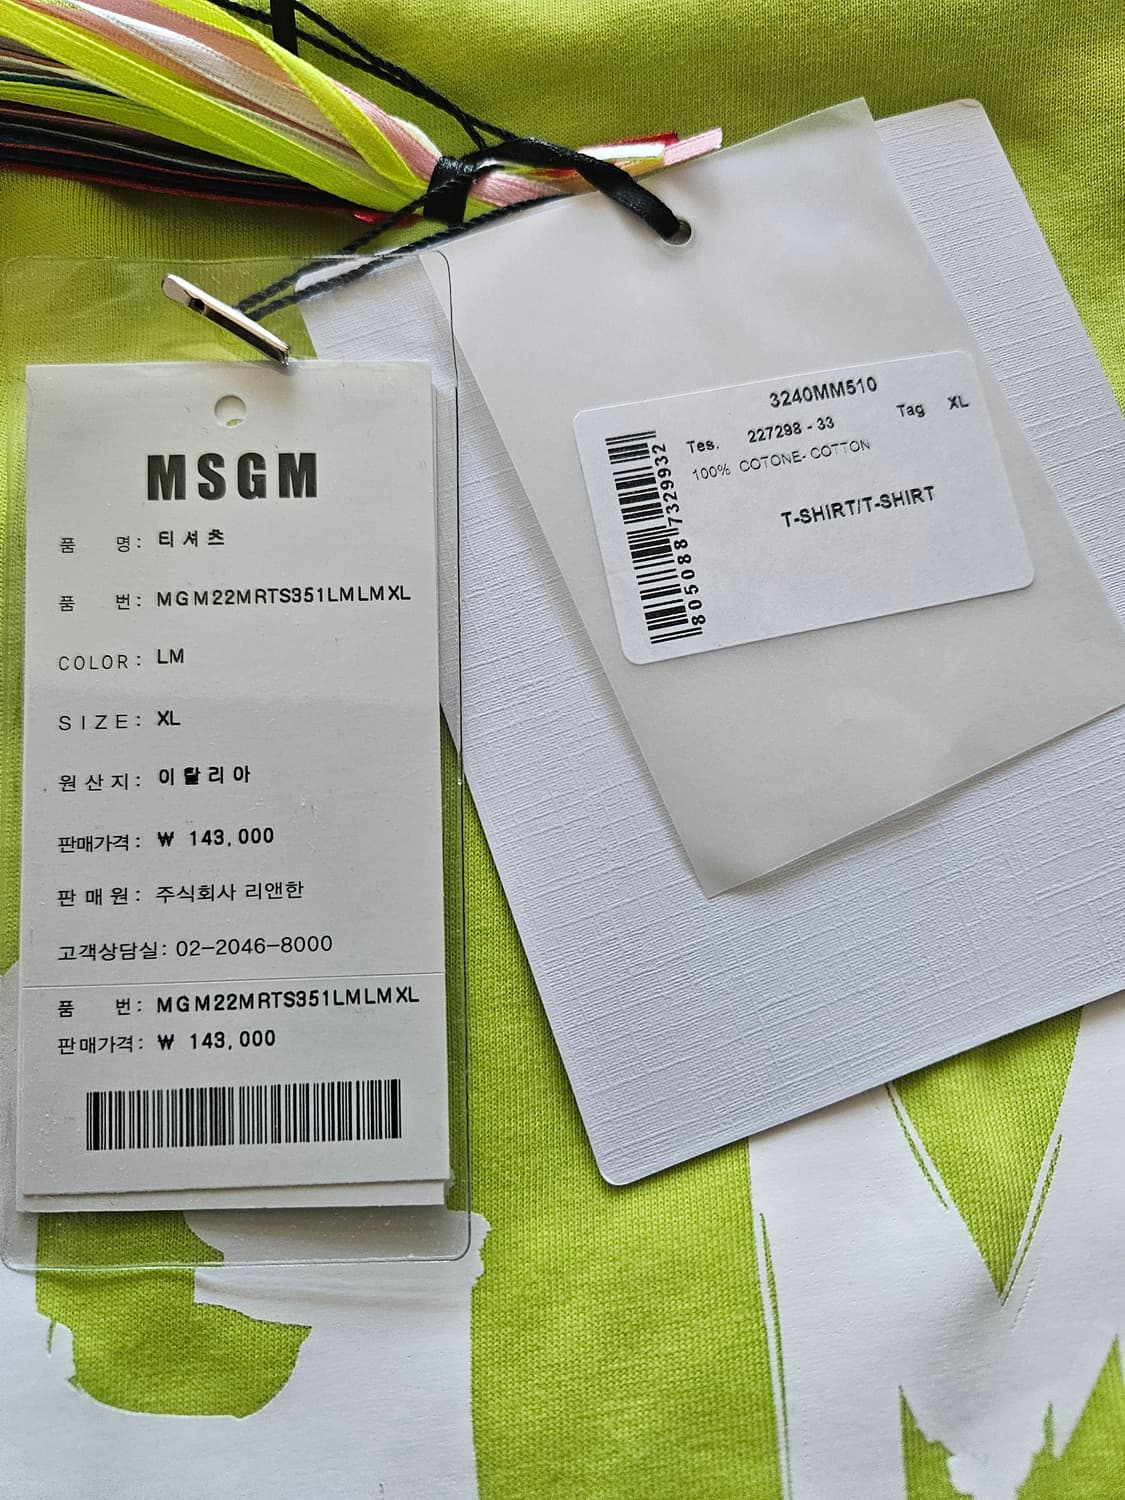 MSGM
품 명: 티셔츠
품 번: MGM22MRTS351LMLMXL
COLOR: LM
SIZE: XL
원산지: 이탈리아
판매가격: ₩ 143,000
판매원: 주식회사 리앤한
고객상담실: 02-2046-8000
품 번: MGM22MRTS351LMLMXL
판매가격: ₩ 143,000
3240MM510
Tes. 227298 - 33 Tag XL
100% COTONE- COTTON
T-SHIRT/T-SHIRT
8050887329932